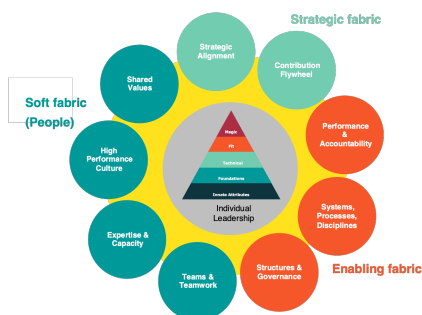 Strategic fabric
Strategic
Alignment
Contribution
Flywheel
Shared
Values
Soft fabric
(People)
Performance
&
Accountability
High
Performance
Culture
Magic
Fit
Technical
Foundations
Innate Attributes
Individual
Leadership
Systems,
Processes,
Disciplines
Expertise &
Capacity
Enabling fabric
Structures &
Governance
Teams &
Teamwork